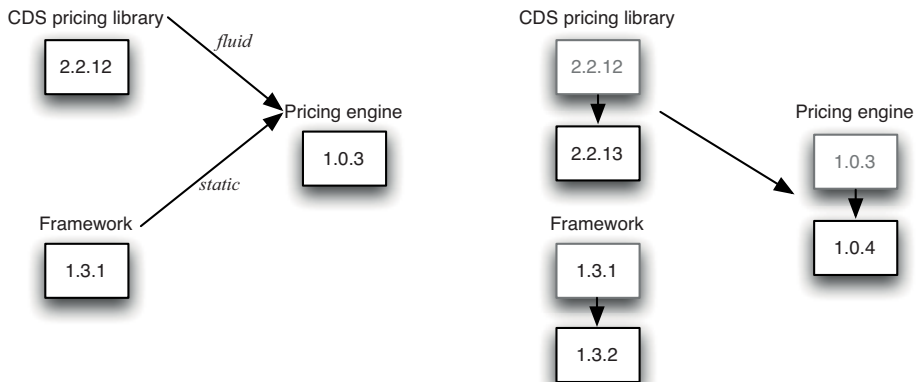 CDS pricing library
2.2.12
fluid
Pricing engine
1.0.3
static
Framework
1.3.1
CDS pricing library
2.2.12
2.2.13
Pricing engine
1.0.3
1.0.4
Framework
1.3.1
1.3.2